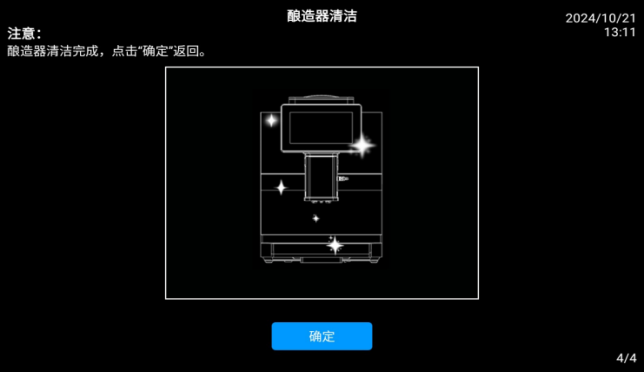 酿造器清洁
2024/10/21
13:11
注意：
酿造器清洁完成，点击“确定”返回。
确定
4/4